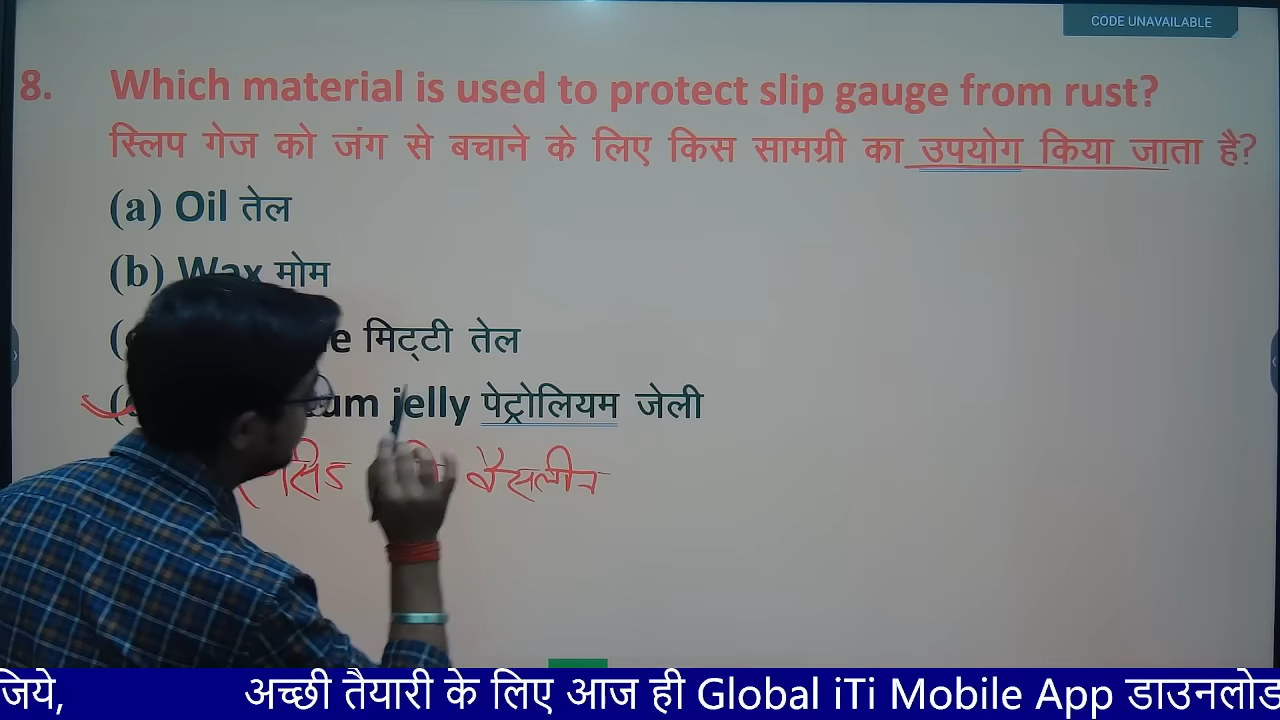 CODE UNAVAILABLE
8. Which material is used to protect slip gauge from rust?
स्लिप गेज को जंग से बचाने के लिए किस सामग्री का उपयोग किया जाता है?
(a) Oil तेल
(b) Wax मोम
मिट्टी तेल
jelly पेट्रोलियम जेली
वैसलीन
जिये, अच्छी तैयारी के लिए आज ही Global iTi Mobile App डाउनलोड